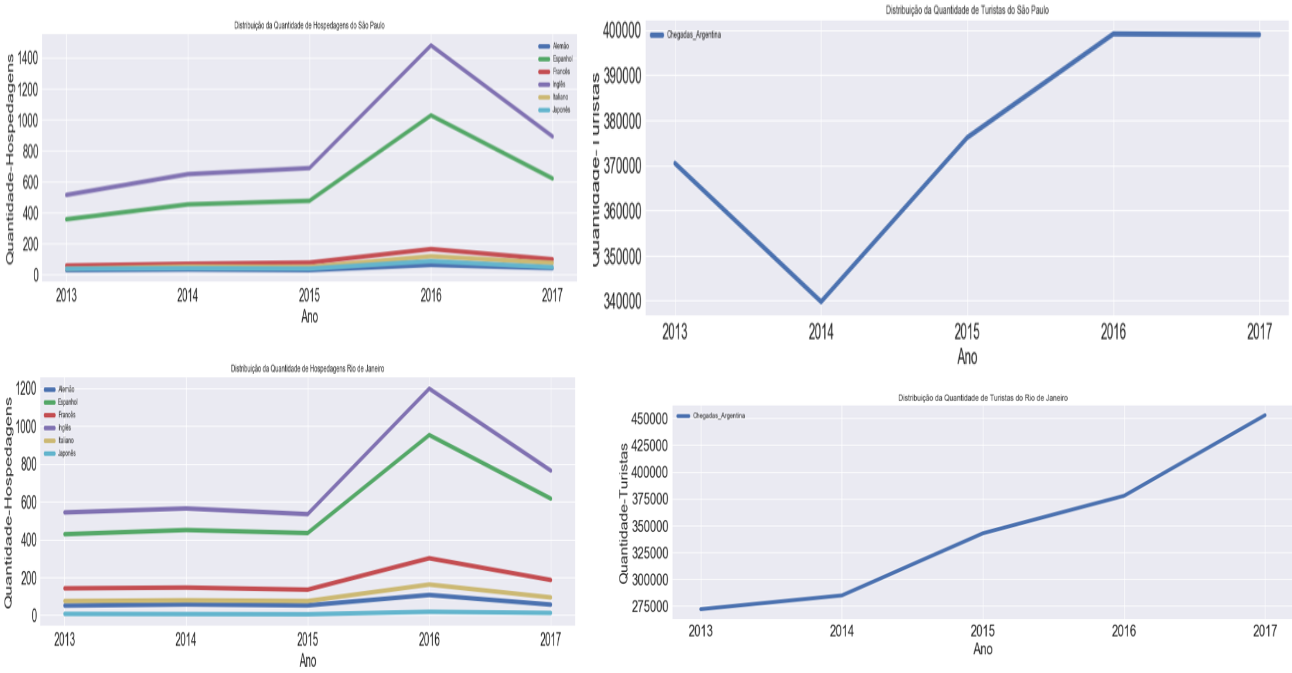 Distribuição da Quantidade de Hospedagens do São Paulo
Quantidade-Hospedagens
1400
1200
1000
800
600
400
200
0
Alemão
Espanhol
Francês
Inglês
Italiano
Japonês
2013 2014 2015 2016 2017
Ano
Distribuição da Quantidade de Turistas do São Paulo
Quantidade-Turistas
400000
390000
380000
370000
360000
350000
340000
Chegadas_Argentina
2013 2014 2015 2016 2017
Ano
Distribuição da Quantidade de Hospedagens Rio de Janeiro
Quantidade-Hospedagens
1200
1000
800
600
400
200
0
Alemão
Espanhol
Francês
Inglês
Italiano
Japonês
2013 2014 2015 2016 2017
Ano
Distribuição da Quantidade de Turistas do Rio de Janeiro
Quantidade-Turistas
450000
425000
400000
375000
350000
325000
300000
275000
Chegadas_Argentina
2013 2014 2015 2016 2017
Ano